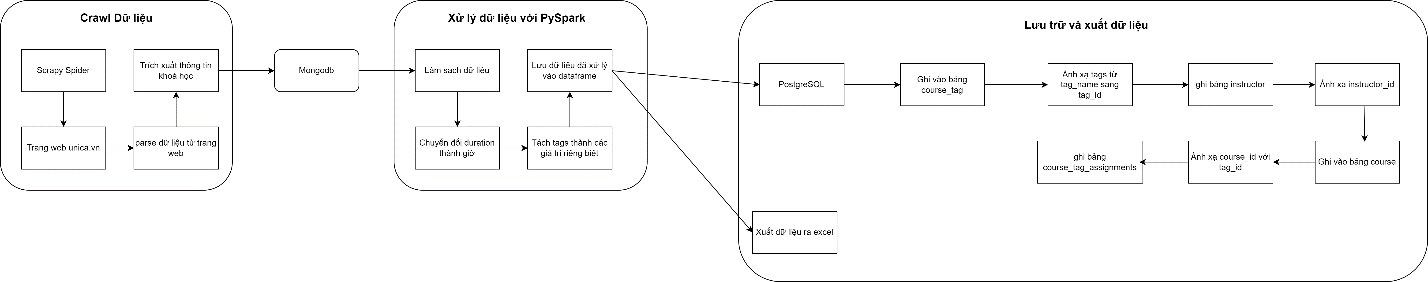 Crawl Dữ liệu
Scrapy Spider
Trích xuất thông tin
khoá học
Trang web unica.vn
parse dữ liệu từ trang
web
Mongodb
Xử lý dữ liệu với PySpark
Làm sạch dữ liệu
Lưu dữ liệu đã xử lý
vào dataframe
Chuyển đổi duration
thành giờ
Tách tags thành các
giá trị riêng biệt
Lưu trữ và xuất dữ liệu
PostgreSQL
Ghi vào bảng
course_tag
Ánh xạ tags từ
tag_name sang
tag_id
ghi bảng instructor
Ánh xạ instructor_id
ghi bảng
course_tag_assignments
Ánh xạ course_id với
tag_id
Ghi vào bảng course
Xuất dữ liệu ra excel